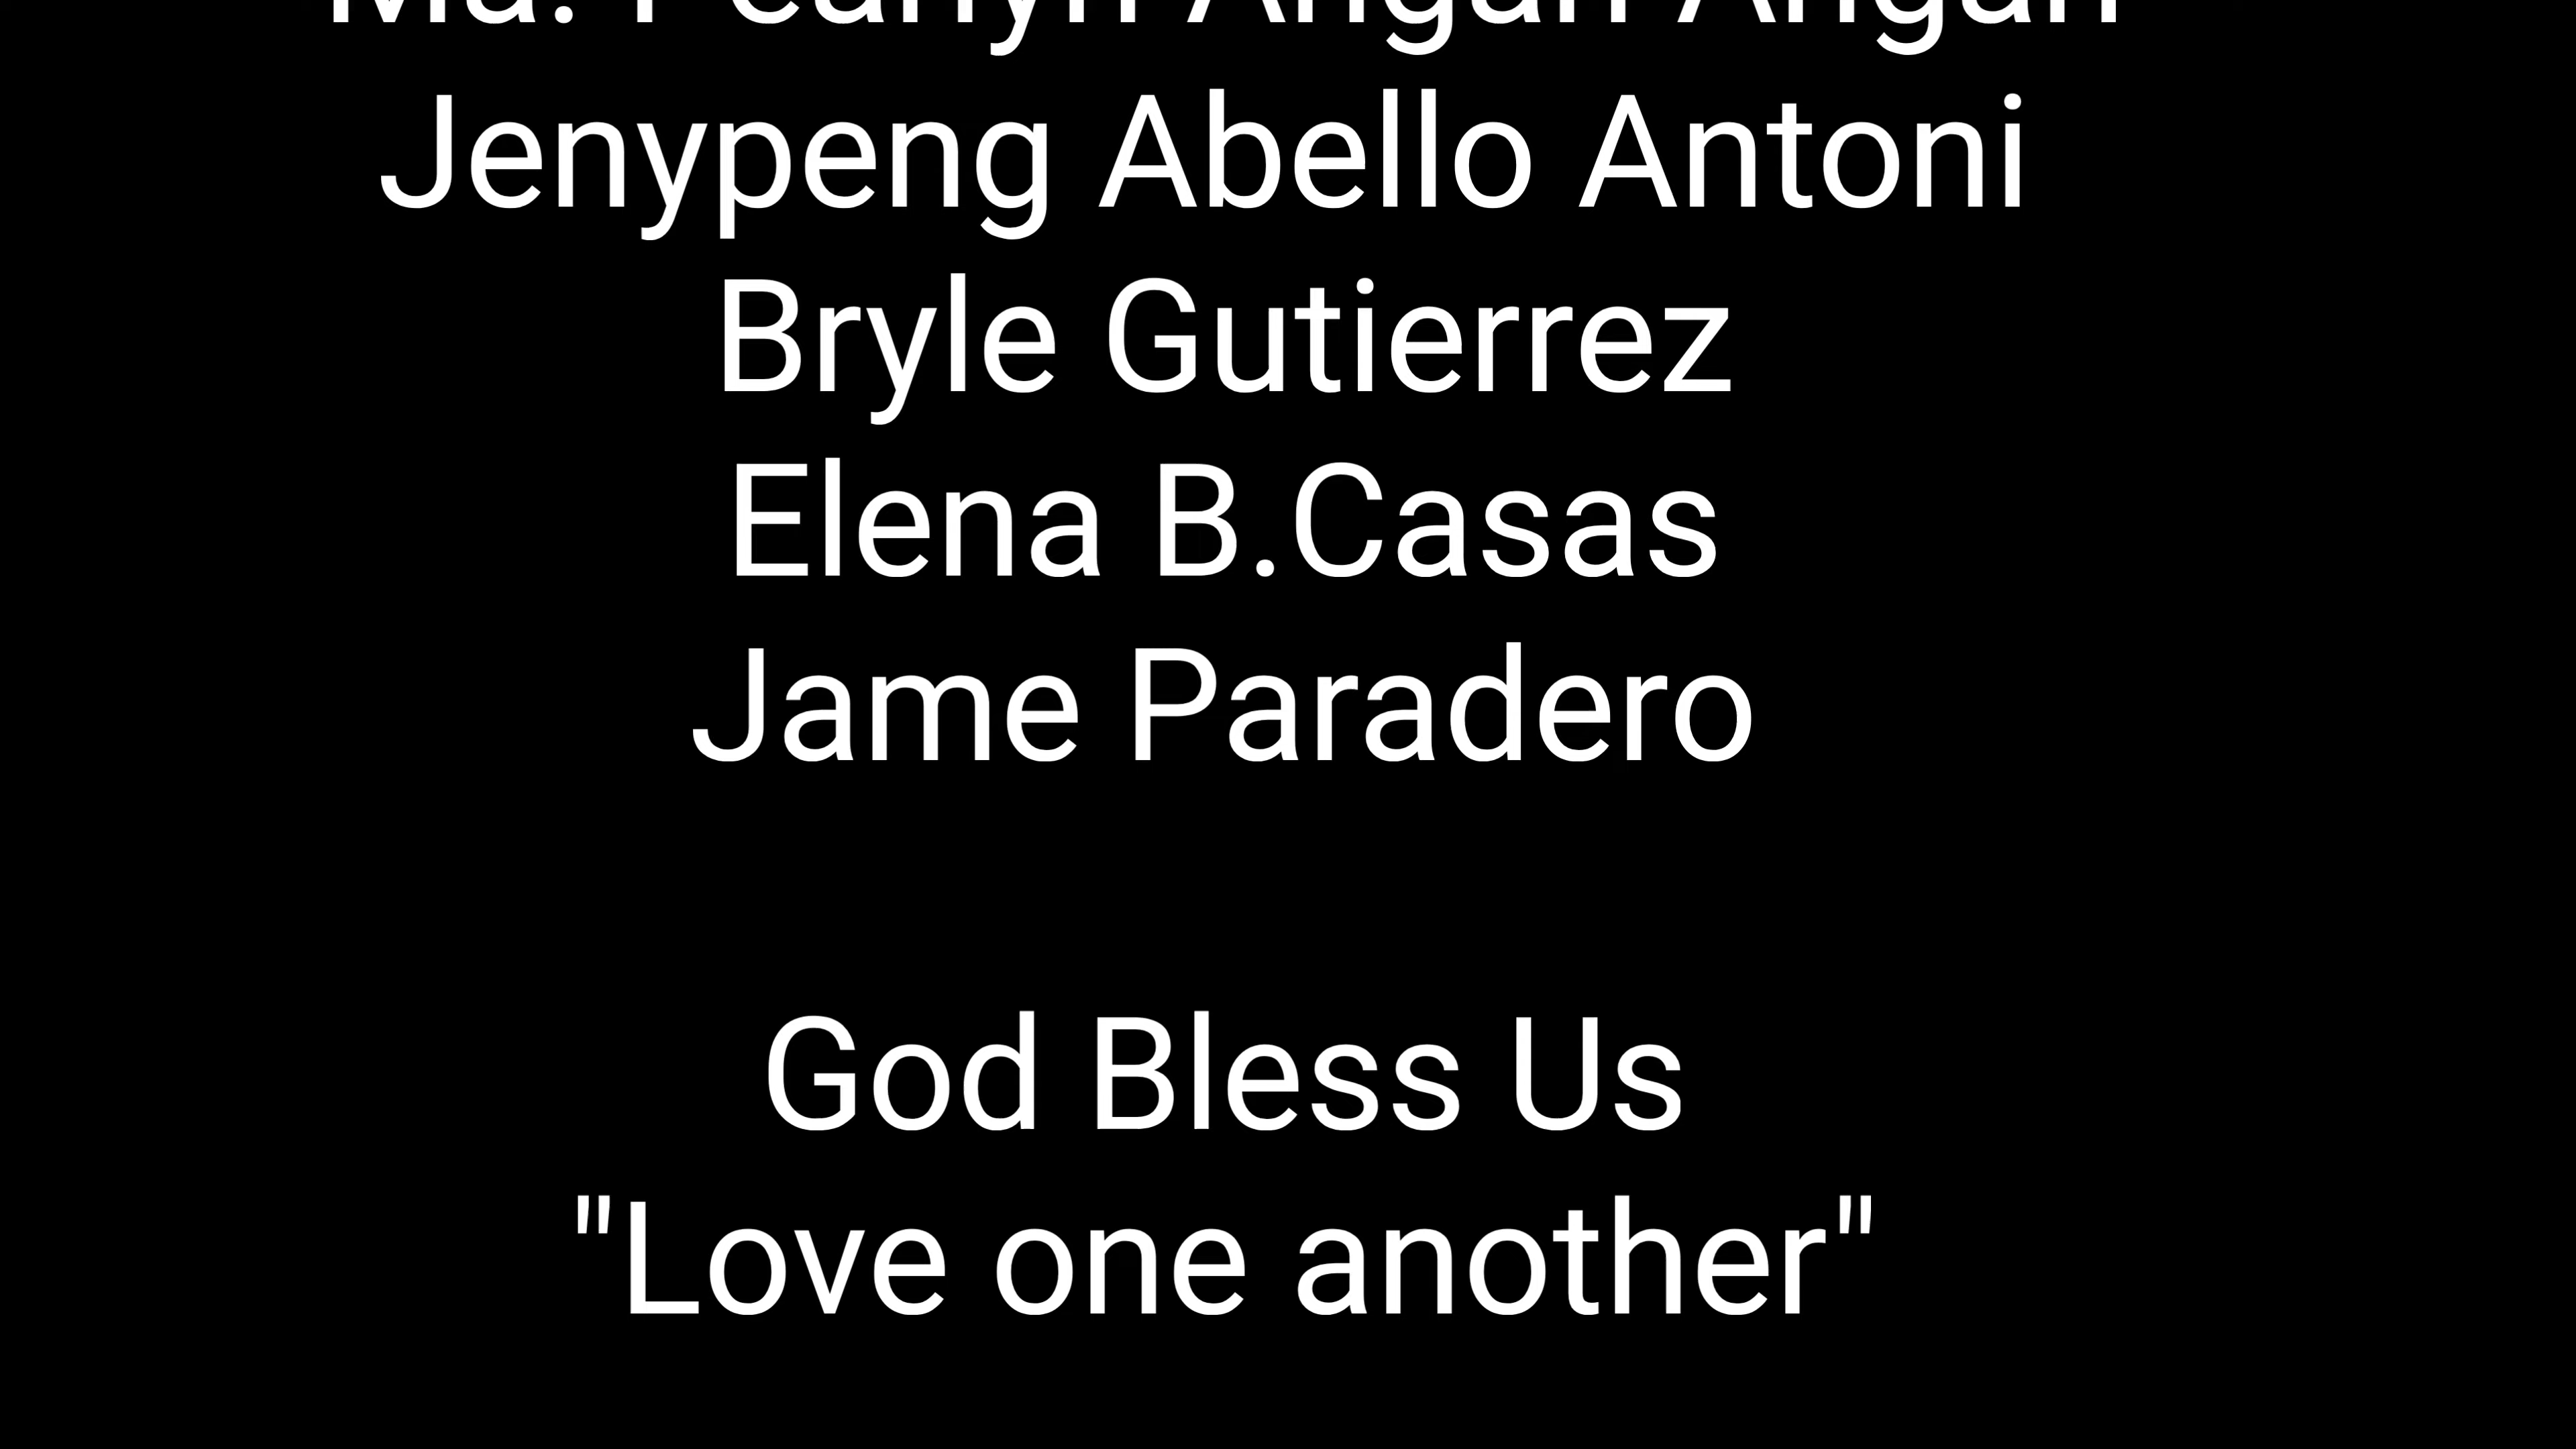 Jenypeng Abello Antoni
Bryle Gutierrez
Elena B.Casas
Jame Paradero
God Bless Us
"Love one another"